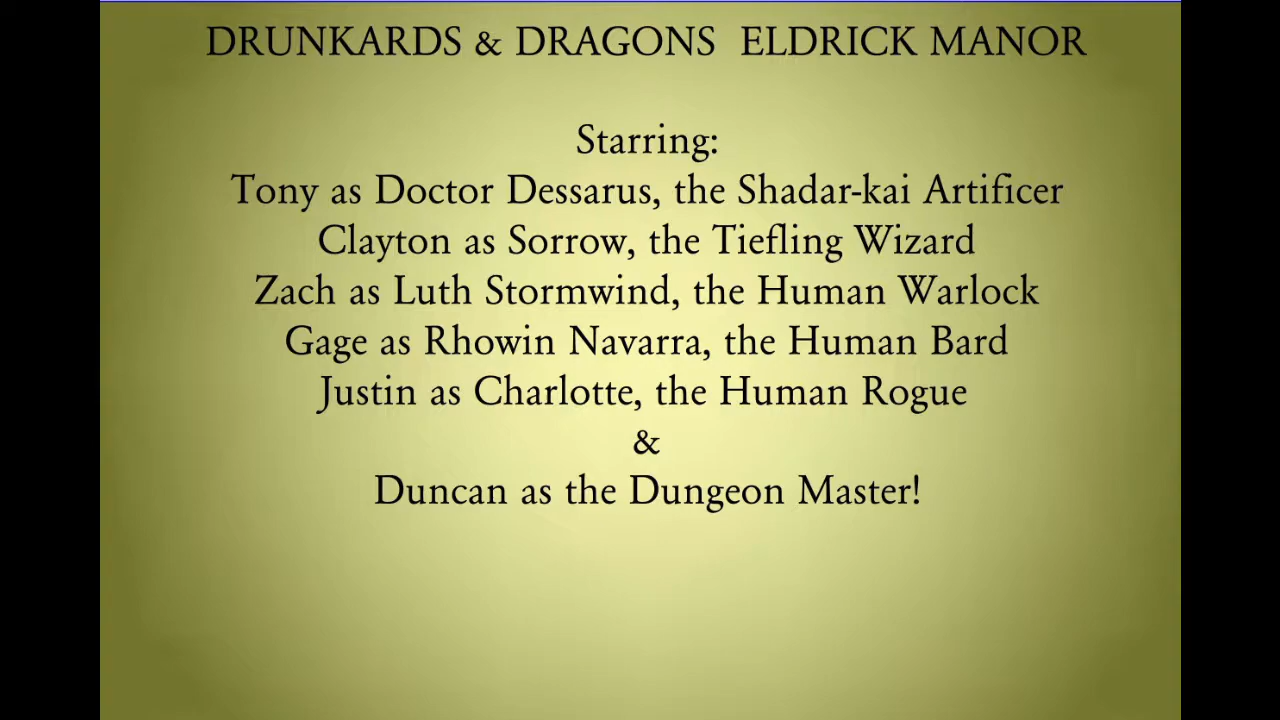 DRUNKARDS & DRAGONS ELDRICK MANOR
Starring:
Tony as Doctor Dessarus, the Shadar-kai Artificer
Clayton as Sorrow, the Tiefling Wizard
Zach as Luth Stormwind, the Human Warlock
Gage as Rhowin Navarra, the Human Bard
Justin as Charlotte, the Human Rogue
&
Duncan as the Dungeon Master!